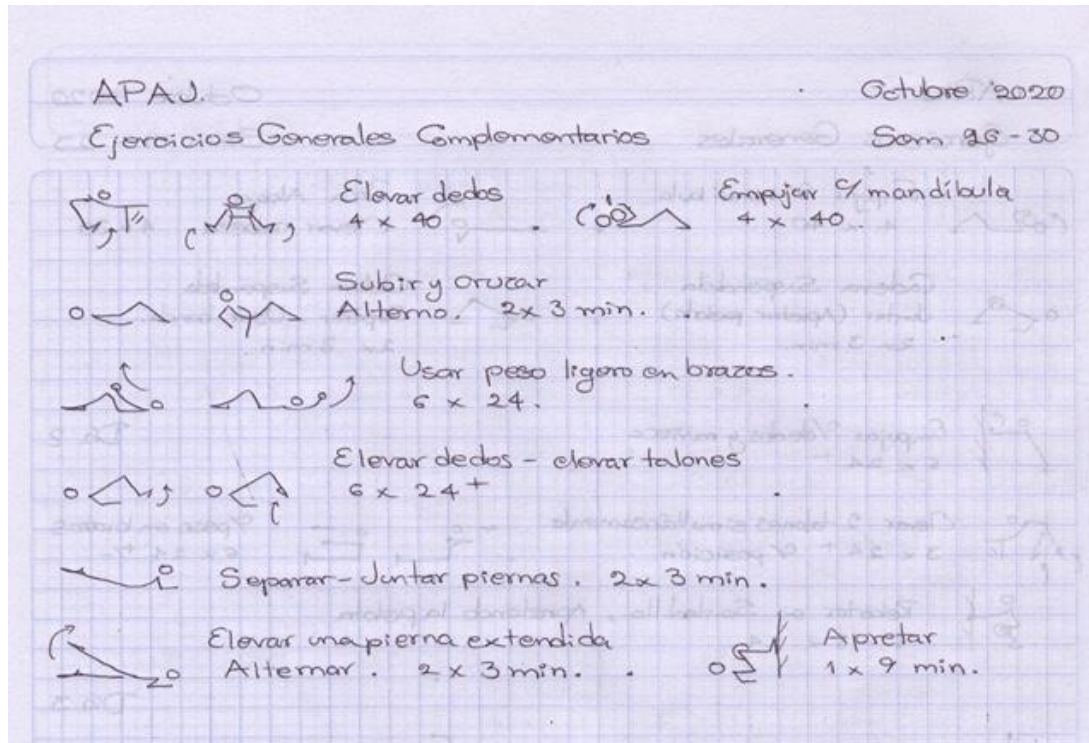 APAJ. Octubre 2020
Ejercicios Generales Complementarios Sem 26-30
Elevar dedos Empujar c/ mandíbula
4 x 40 4 x 40.
Subir y cruzar
Alterno. 2x 3 min.
Usar peso ligero en brazos.
6 x 24.
Elevar dedos - elevar talones
6 x 24+
Separar-Juntar piernas. 2x 3 min.
Elevar una pierna extendida Apretar
Alternar. 2 x 3 min. 1 x 9 min.